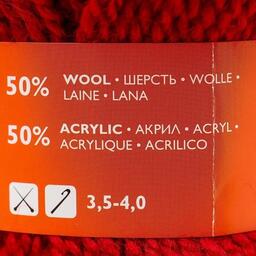 50% WOOL • ШЕРСТЬ • WOLLE •
LAINE • LANA
50% ACRYLIC • АКРИЛ • ACRYL •
ACRYLIQUE • ACRILICO
3,5-4,0